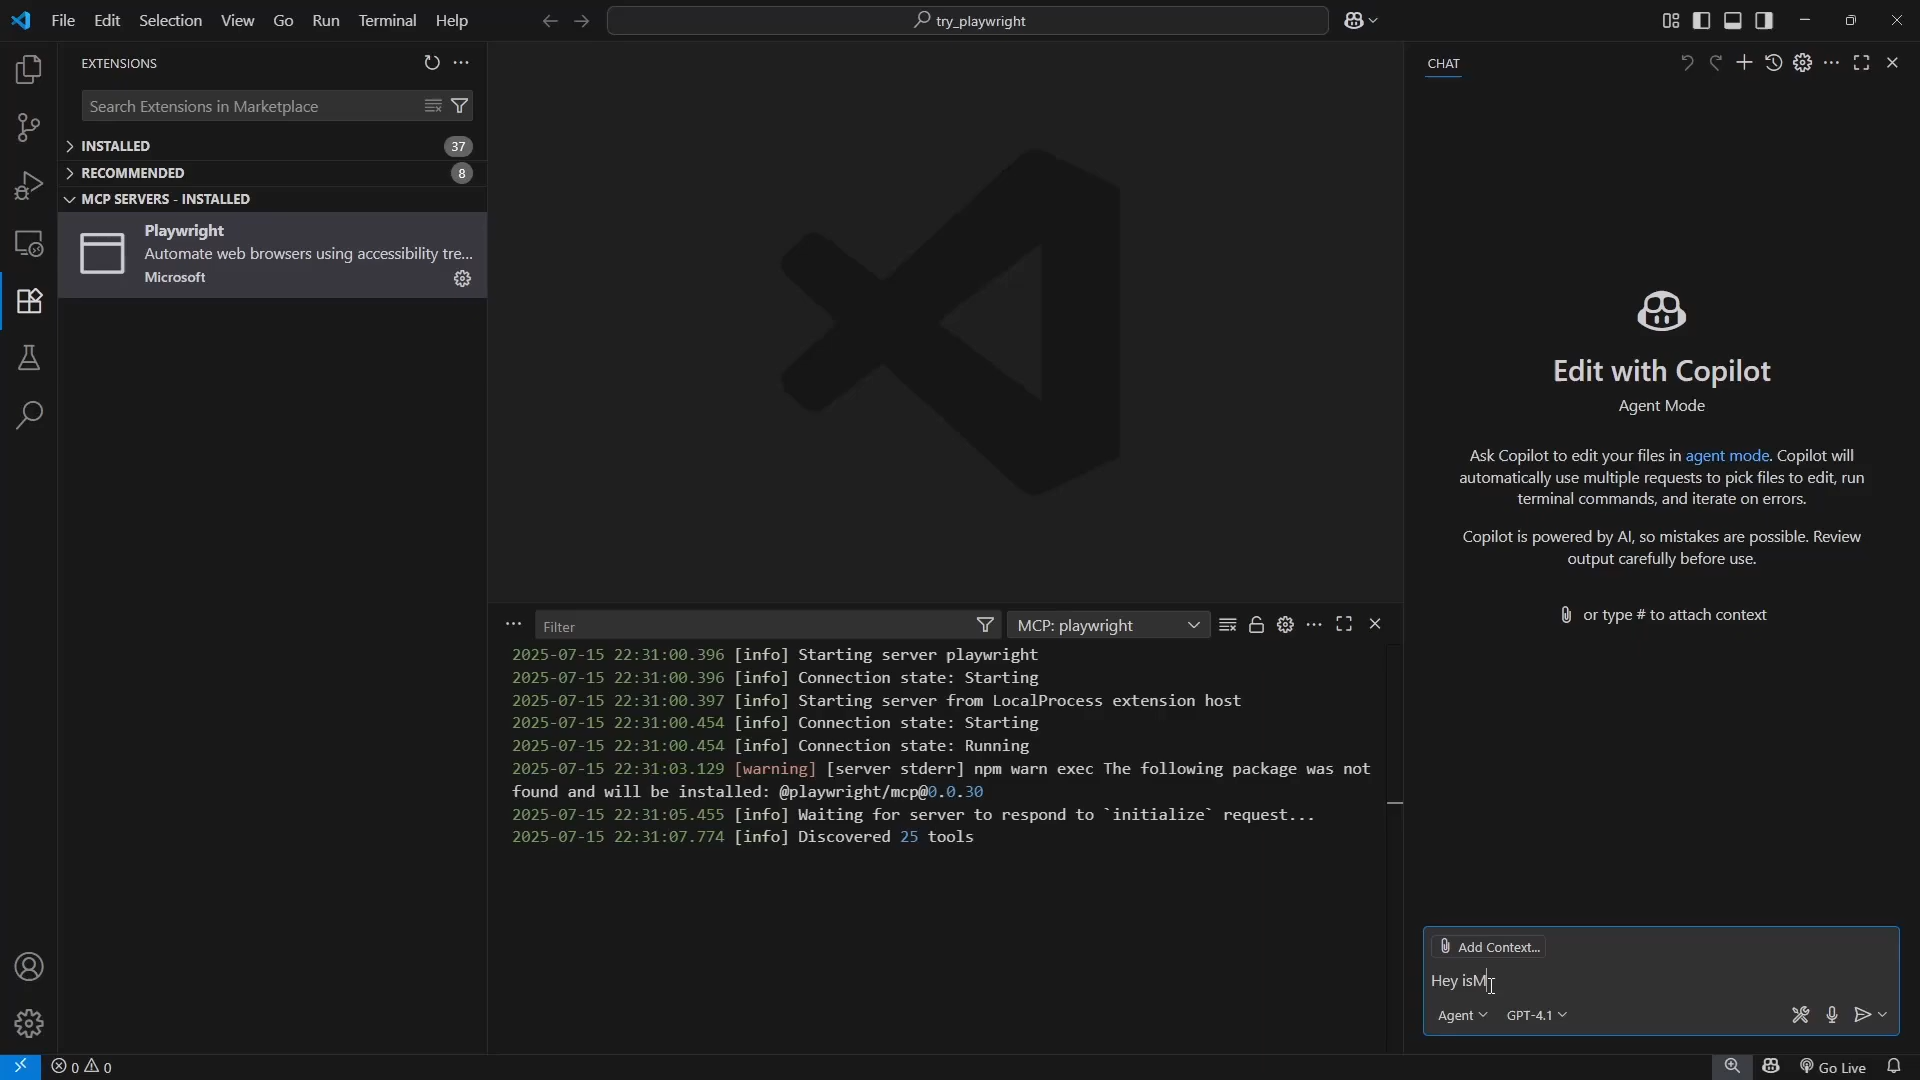 File Edit Selection View Go Run Terminal Help
try_playwright
EXTENSIONS
Search Extensions in Marketplace
INSTALLED 37
RECOMMENDED 8
MCP SERVERS - INSTALLED
Playwright
Automate web browsers using accessibility tre...
Microsoft
Filter
MCP: playwright
2025-07-15 22:31:00.396 [info] Starting server playwright
2025-07-15 22:31:00.396 [info] Connection state: Starting
2025-07-15 22:31:00.397 [info] Starting server from LocalProcess extension host
2025-07-15 22:31:00.454 [info] Connection state: Starting
2025-07-15 22:31:00.454 [info] Connection state: Running
2025-07-15 22:31:03.129 [warning] [server stderr] npm warn exec The following package was not
found and will be installed: @playwright/mcp@0.0.30
2025-07-15 22:31:05.455 [info] Waiting for server to respond to `initialize` request...
2025-07-15 22:31:07.774 [info] Discovered 25 tools
CHAT
Edit with Copilot
Agent Mode
Ask Copilot to edit your files in agent mode. Copilot will
automatically use multiple requests to pick files to edit, run
terminal commands, and iterate on errors.
Copilot is powered by AI, so mistakes are possible. Review
output carefully before use.
or type # to attach context
Add Context...
Hey isM
Agent GPT-4.1
0 0
Go Live